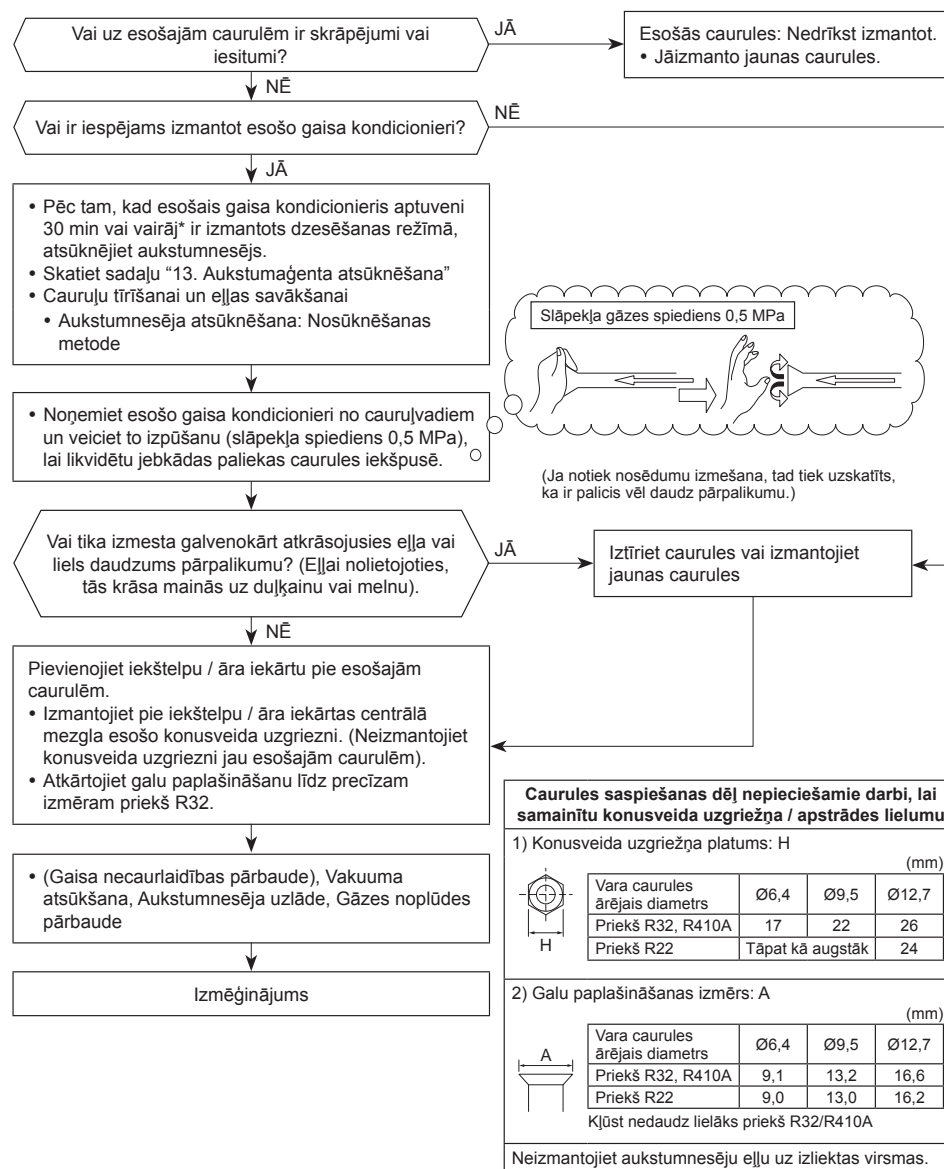 Vai uz esošajām caurulēm ir skrāpējumi vai
iesitumi?
JĀ
Esošās caurules: Nedrīkst izmantot.
• Jāizmanto jaunas caurules.
NĒ
Vai ir iespējams izmantot esošo gaisa kondicionieri?
NĒ
JĀ
• Pēc tam, kad esošais gaisa kondicionieris aptuveni
30 min vai vairāj* ir izmantots dzesēšanas režīmā,
atsūknējiet aukstumnesējs.
• Skatiet sadaļu “13. Aukstumaģenta atsūknēšana”
• Cauruļu tīrīšanai un eļļas savākšanai
• Aukstumnesēja atsūknēšana: Nosūknēšanas
metode
Slāpekļa gāzes spiediens 0,5 MPa
• Noņemiet esošo gaisa kondicionieri no cauruļvadiem
un veiciet to izpūšanu (slāpekļa spiediens 0,5 MPa),
lai likvidētu jebkādas paliekas caurules iekšpusē.
(Ja notiek nosēdumu izmešana, tad tiek uzskatīts,
ka ir palicis vēl daudz pārpalikumu.)
Vai tika izmesta galvenokārt atkrāsojusies eļļa vai
liels daudzums pārpalikumu? (Eļļai nolietojoties,
tās krāsa mainās uz duļķainu vai melnu).
JĀ
Iztīriet caurules vai izmantojiet
jaunas caurules
NĒ
Pievienojiet iekštelpu / āra iekārtu pie esošajām
caurulēm.
• Izmantojiet pie iekštelpu / āra iekārtas centrālā
mezgla esošo konusveida uzgriezni. (Neizmantojiet
konusveida uzgriezni jau esošajām caurulēm).
• Atkārtojiet galu paplašināšanu līdz precīzam
izmēram priekš R32.
• (Gaisa necaurlaidības pārbaude), Vakuuma
atsūkšana, Aukstumnesēja uzlāde, Gāzes noplūdes
pārbaude
Izmēģinājums
Caurules saspiešanas dēļ nepieciešamie darbi, lai
samainītu konusveida uzgriežņa / apstrādes lielumu
1) Konusveida uzgriežņa platums: H
(mm)
Vara caurules
ārējais diametrs Ø6,4 Ø9,5 Ø12,7
Priekš R32, R410A 17 22 26
Priekš R22 Tāpat kā augstāk 24
H
2) Galu paplašināšanas izmērs: A
(mm)
Vara caurules
ārējais diametrs Ø6,4 Ø9,5 Ø12,7
A
Priekš R32, R410A 9,1 13,2 16,6
Priekš R22 9,0 13,0 16,2
Kļūst nedaudz lielāks priekš R32/R410A
Neizmantojiet aukstumnesēju eļļu uz izliektas virsmas.